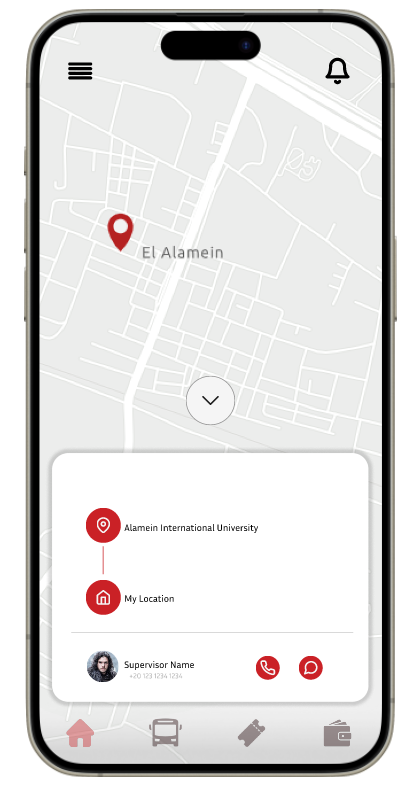 El Alamein
Alamein International University
My Location
Supervisor Name
+20 123 1234 1234